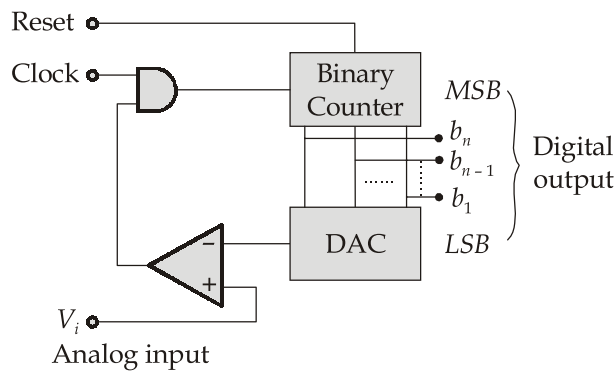 Reset
Clock
Binary
Counter
MSB
b_n
b_{n-1}
......
b_1
Digital
output
DAC
LSB
−
+
V_i
Analog input